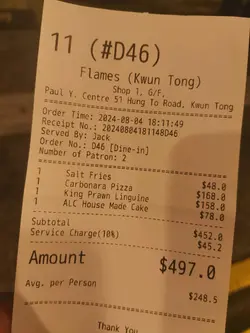 11 (#D46)
Flames (Kwun Tong)
Shop 1, G/F,
Paul Y. Centre 51 Hung To Road, Kwun Tong
Order Time: 2024-08-04 18:11:49
Receipt No.: 20240804181148D46
Served By: Jack
Order No.: D46 [Dine-in]
Number of Patron: 2
1 Salt Fries $48.0
1 Carbonara Pizza $168.0
1 King Prawn Linguine $158.0
1 ALC House Made Cake $78.0
Subtotal $452.0
Service Charge(10%) $45.2
Amount $497.0
Avg. per Person $248.5
Thank You